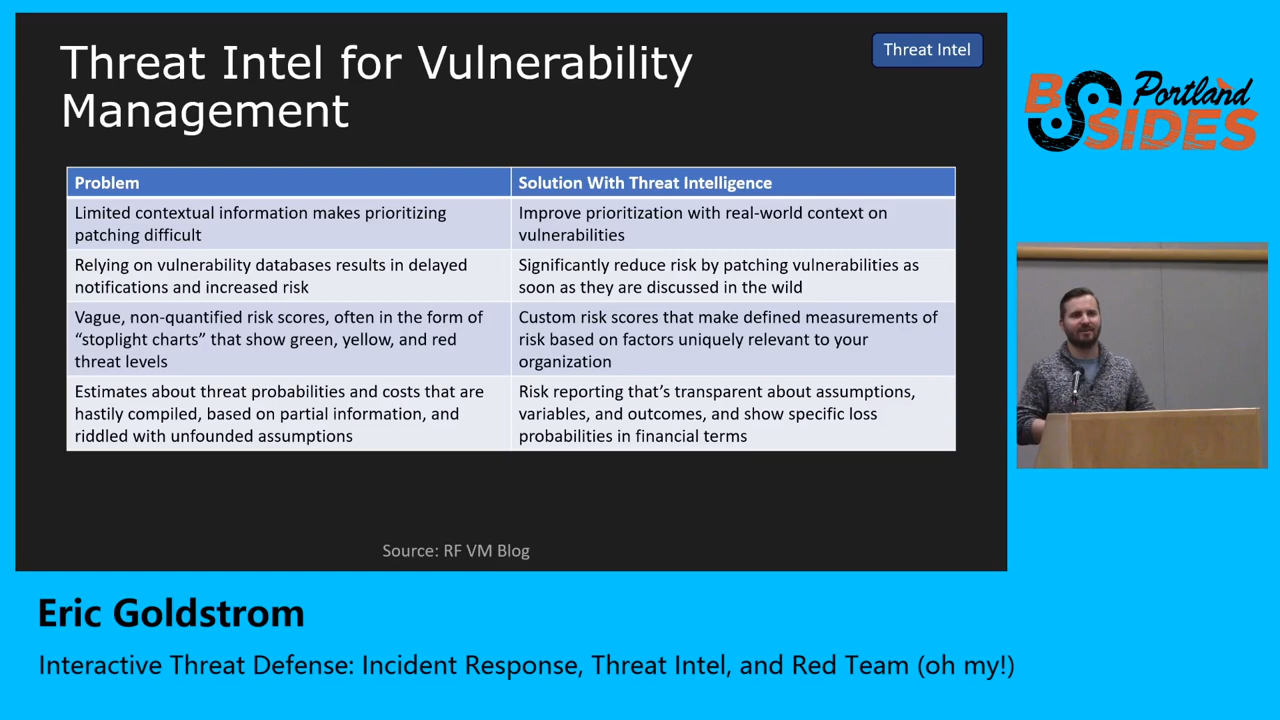 Threat Intel for Vulnerability
Management
Threat Intel
Problem
Solution With Threat Intelligence
Limited contextual information makes prioritizing
patching difficult
Improve prioritization with real-world context on
vulnerabilities
Relying on vulnerability databases results in delayed
notifications and increased risk
Significantly reduce risk by patching vulnerabilities as
soon as they are discussed in the wild
Vague, non-quantified risk scores, often in the form of
“stoplight charts” that show green, yellow, and red
threat levels
Custom risk scores that make defined measurements of
risk based on factors uniquely relevant to your
organization
Estimates about threat probabilities and costs that are
hastily compiled, based on partial information, and
riddled with unfounded assumptions
Risk reporting that’s transparent about assumptions,
variables, and outcomes, and show specific loss
probabilities in financial terms
Source: RF VM Blog
B Portland
SIDES
Eric Goldstrom
Interactive Threat Defense: Incident Response, Threat Intel, and Red Team (oh my!)